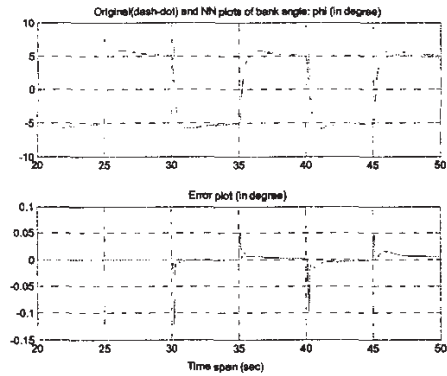 Original(dash-dot) and NN plots of bank angle: phi (in degree)
10
5
0
-5
-10
20 25 30 35 40 45 50
Error plot (in degree)
0.1
0.05
0
-0.05
-0.1
-0.15
20 25 30 35 40 45 50
Time span (sec)